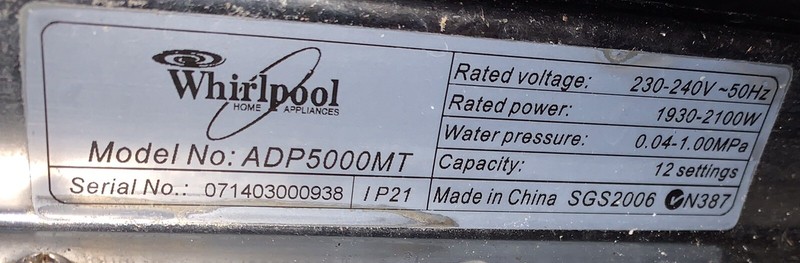 Whirlpool
HOME APPLIANCES
Model No: ADP5000MT
Serial No.: 071403000938 IP21
Rated voltage: 230-240V ~50Hz
Rated power: 1930-2100W
Water pressure: 0.04-1.00MPa
Capacity: 12 settings
Made in China SGS2006 N387